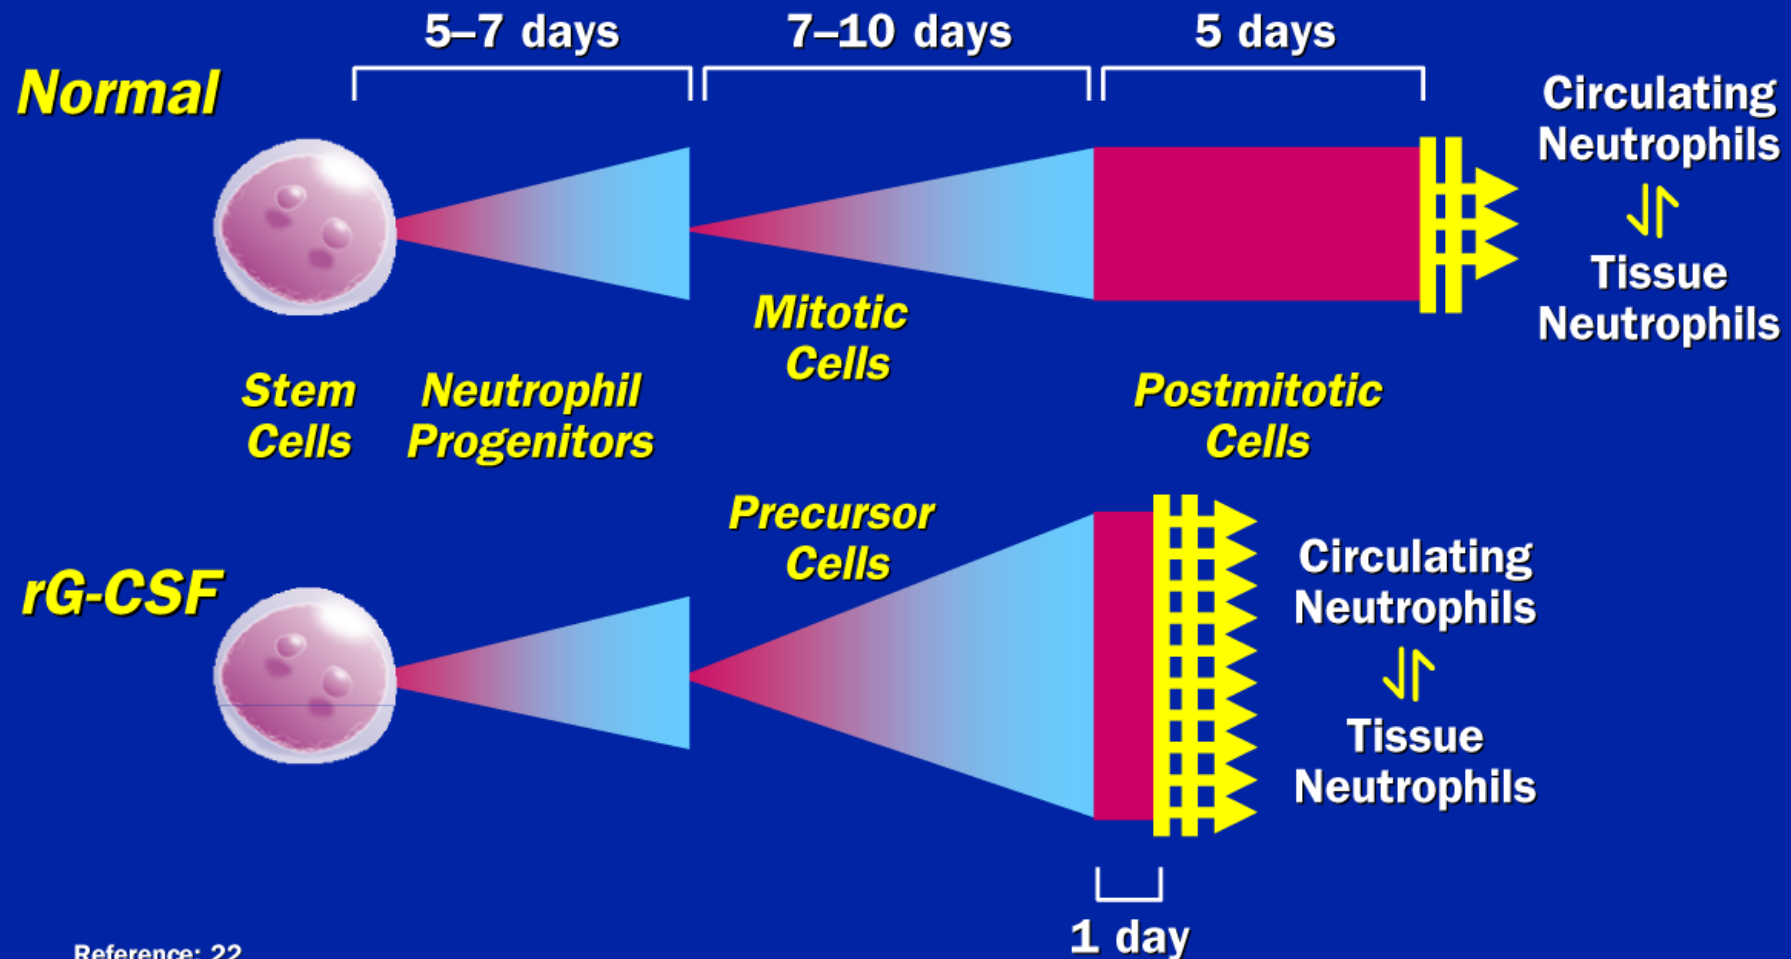 5–7 days
7–10 days
5 days
Normal
Circulating
Neutrophils
Tissue
Neutrophils
Mitotic
Cells
Stem
Cells
Neutrophil
Progenitors
Postmitotic
Cells
Precursor
Cells
rG-CSF
Circulating
Neutrophils
Tissue
Neutrophils
1 day
Reference: 22